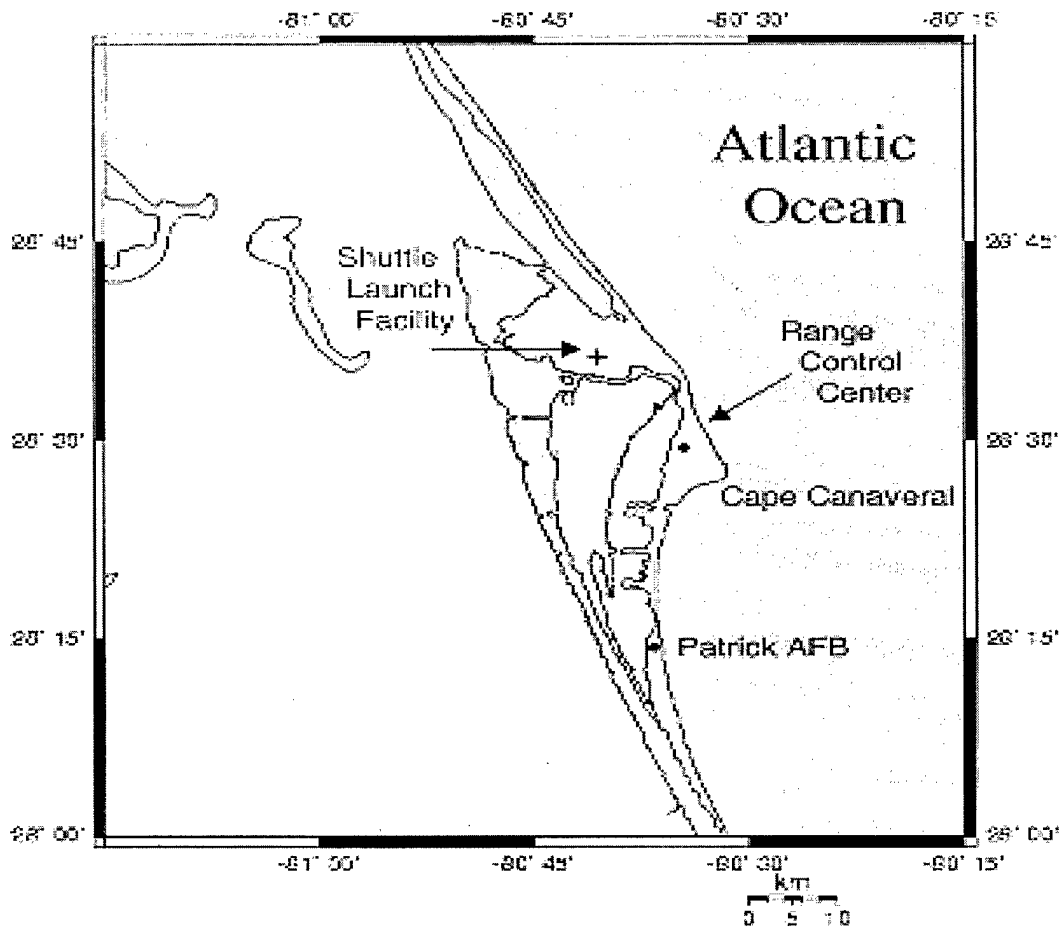 -81° 00' -80° 45' -80° 30' -80° 15'
Atlantic
Ocean
28° 45' 28° 45'
Shuttle
Launch
Facility
Range
Control
Center
28° 30' 28° 30'
Cape Canaveral
28° 15' 28° 15'
Patrick AFB
28° 00' 28° 00'
-81° 00' -80° 45' -80° 30' -80° 15'
km
0 5 10